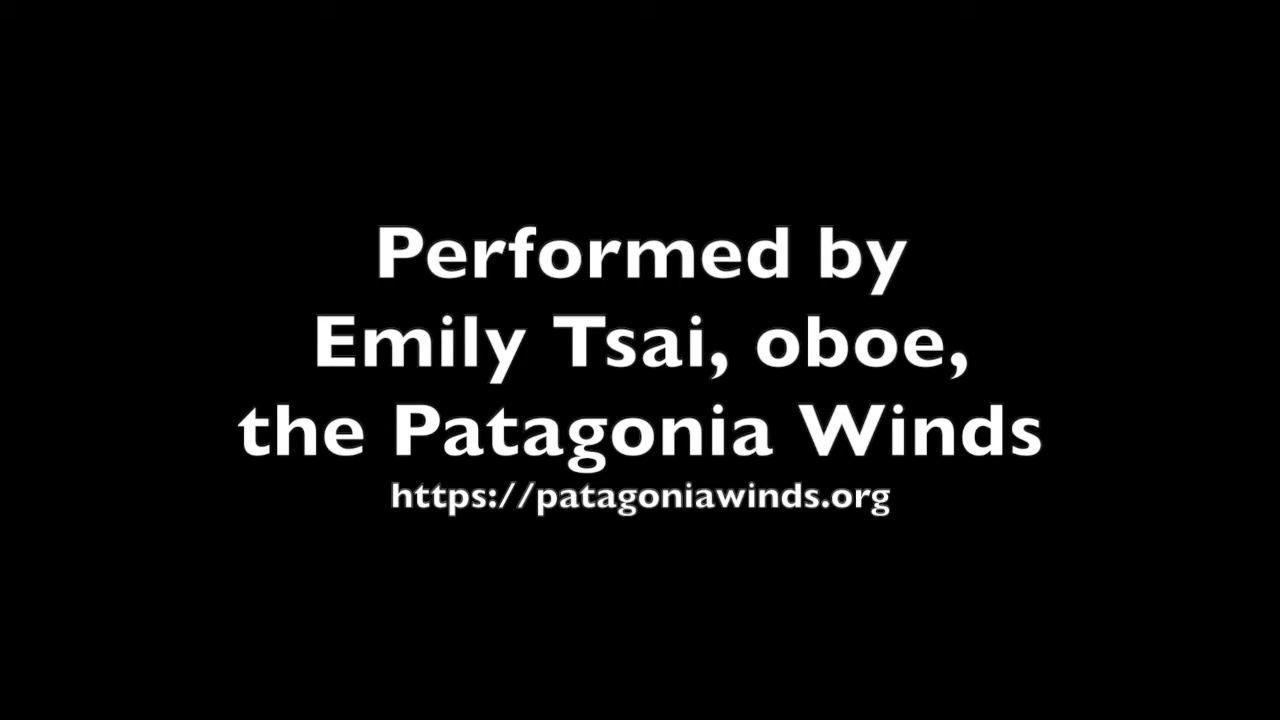 Performed by
Emily Tsai, oboe,
the Patagonia Winds
https://patagoniawinds.org